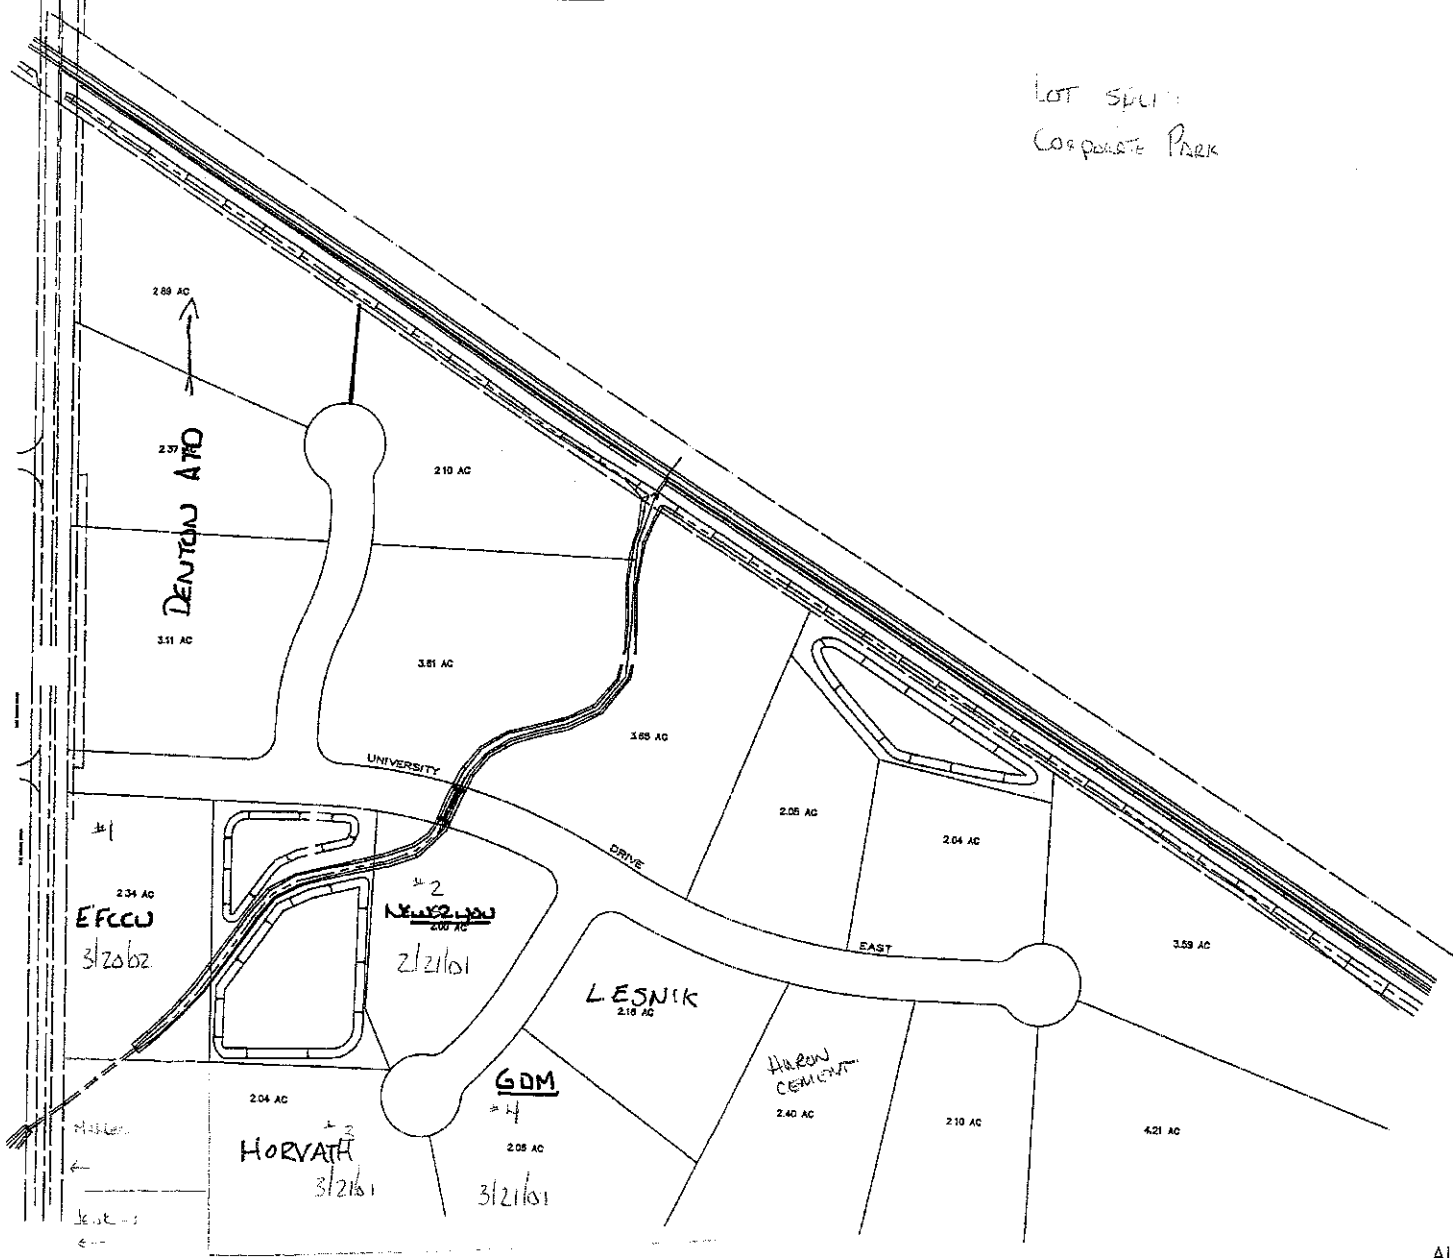 LOT SPLIT
CORPORATE PARK
2.89 AC
2.37
DENTON ATD
2.10 AC
3.11 AC
3.61 AC
3.65 AC
UNIVERSITY
DRIVE
EAST
2.05 AC
2.04 AC
3.59 AC
#1
2.34 AC
EFCCU
3/20/02
#2
2.00 AC
2/21/01
LESNIK
2.16 AC
HURON
CEMENT
2.40 AC
2.10 AC
4.21 AC
GDM
#4
2.05 AC
3/21/01
2.04 AC
#3
HORVATH
3/21/01